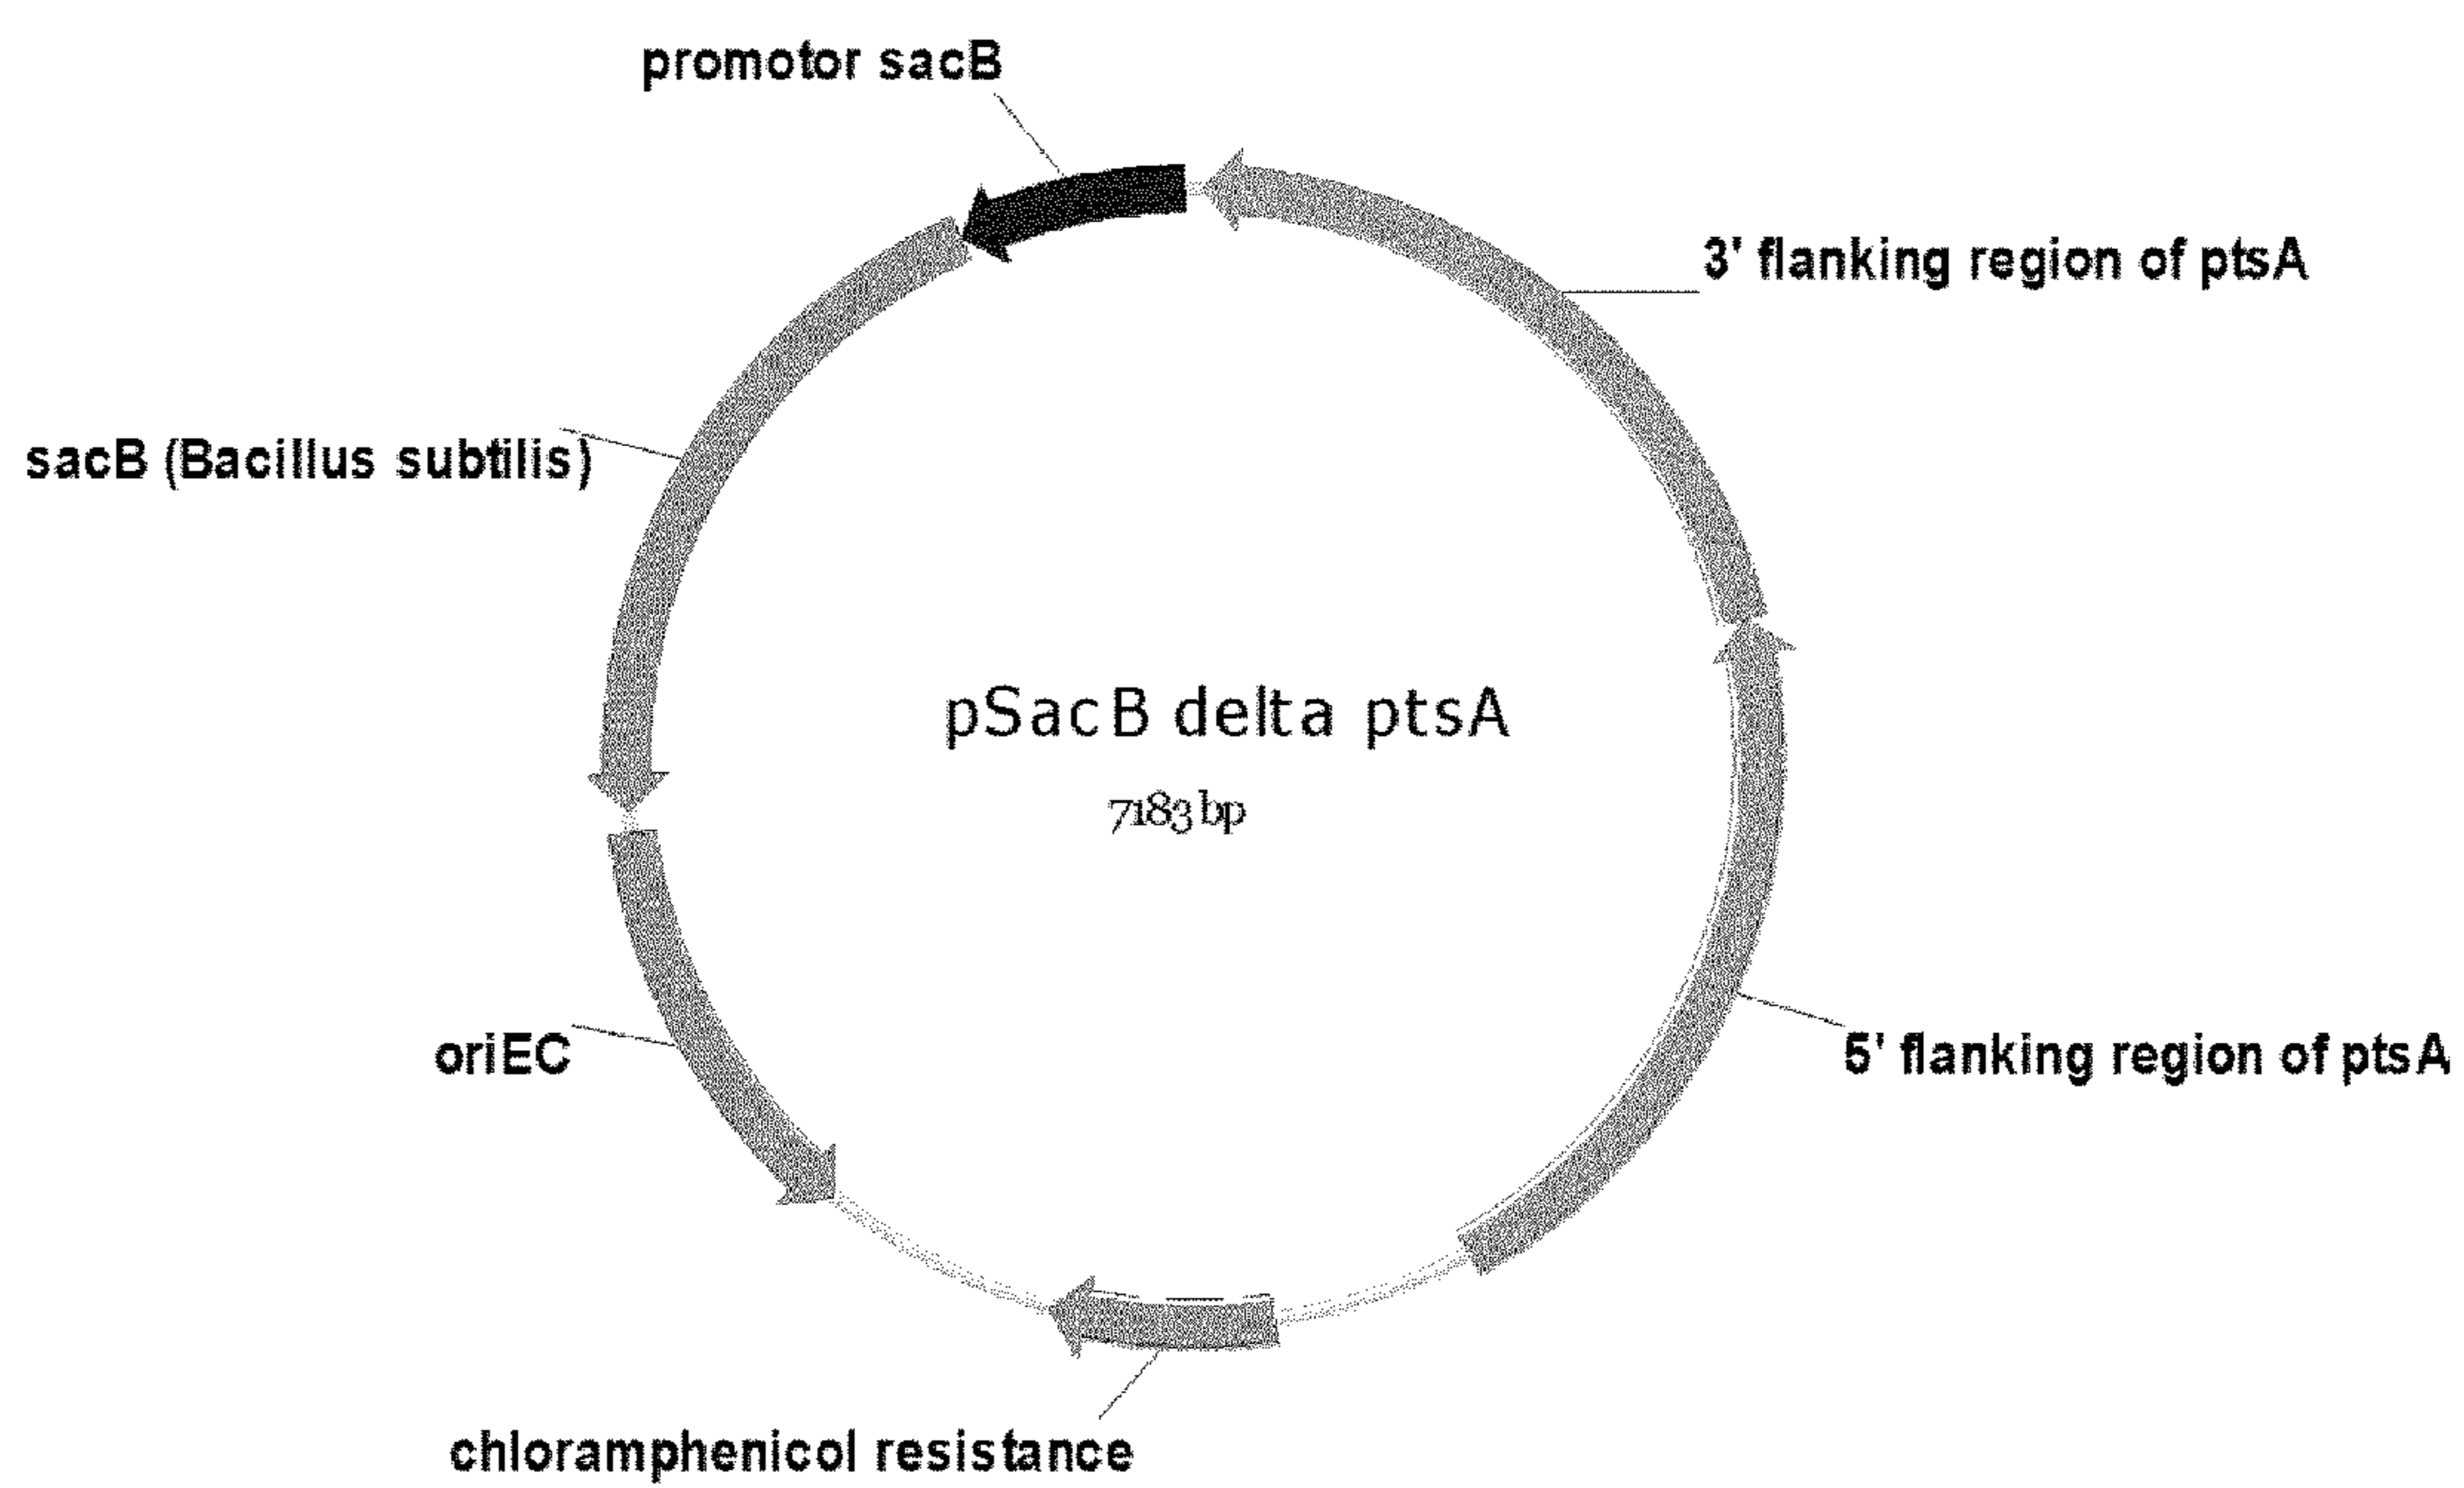 promotor sacB
3' flanking region of ptsA
sacB (Bacillus subtilis)
pSacB delta ptsA
7183 bp
oriEC
5' flanking region of ptsA
chloramphenicol resistance